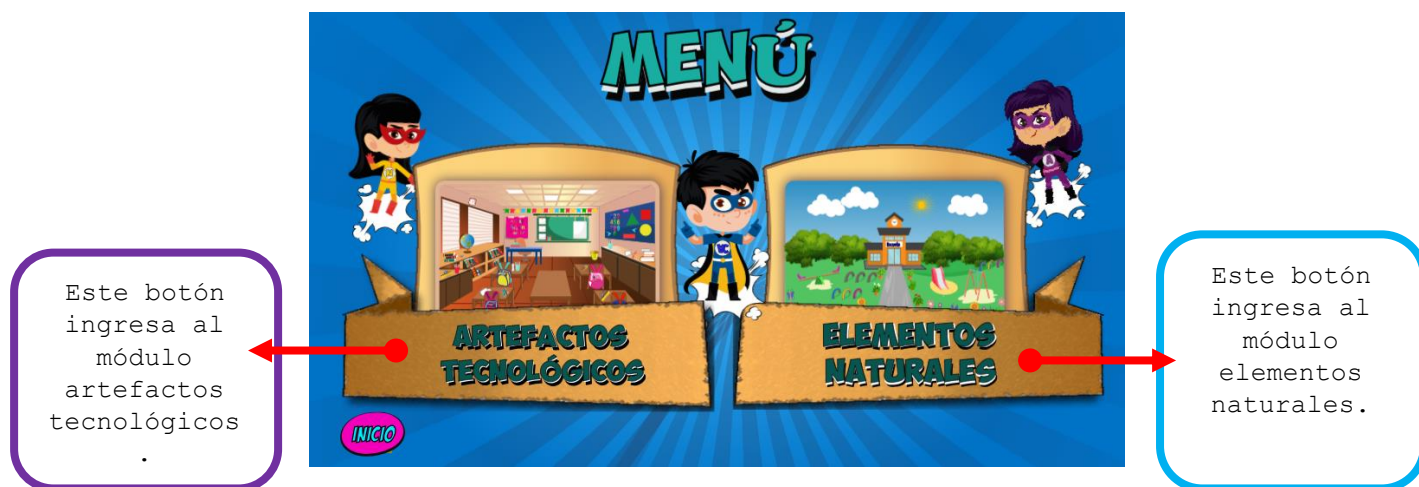 MENÚ
Este botón
ingresa al
módulo
artefactos
tecnológicos
.
ARTEFACTOS
TECNOLÓGICOS
ELEMENTOS
NATURALES
INICIO
Este botón
ingresa al
módulo
elementos
naturales.